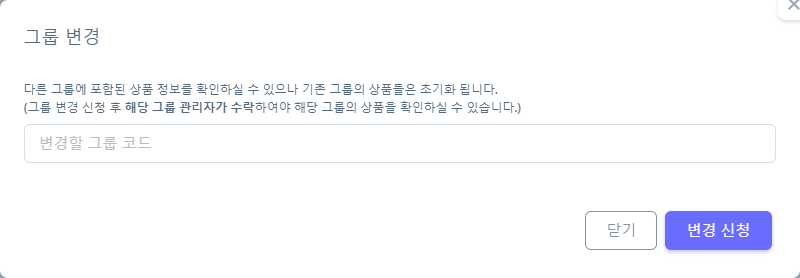 그룹 변경
다른 그룹에 포함된 상품 정보를 확인하실 수 있으나 기존 그룹의 상품들은 초기화 됩니다.
(그룹 변경 신청 후 해당 그룹 관리자가 수락하여야 해당 그룹의 상품을 확인하실 수 있습니다.)
변경할 그룹 코드
닫기 변경 신청